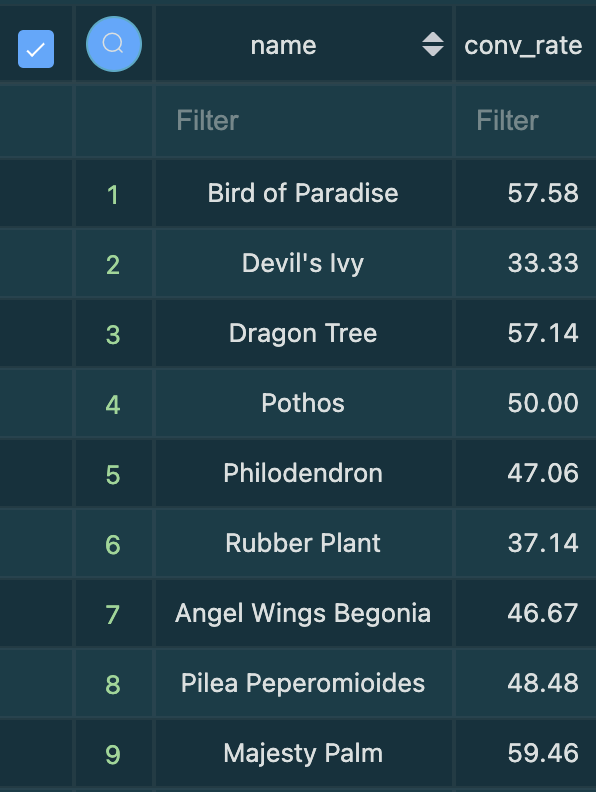 name conv_rate
Filter Filter
1 Bird of Paradise 57.58
2 Devil's Ivy 33.33
3 Dragon Tree 57.14
4 Pothos 50.00
5 Philodendron 47.06
6 Rubber Plant 37.14
7 Angel Wings Begonia 46.67
8 Pilea Peperomioides 48.48
9 Majesty Palm 59.46